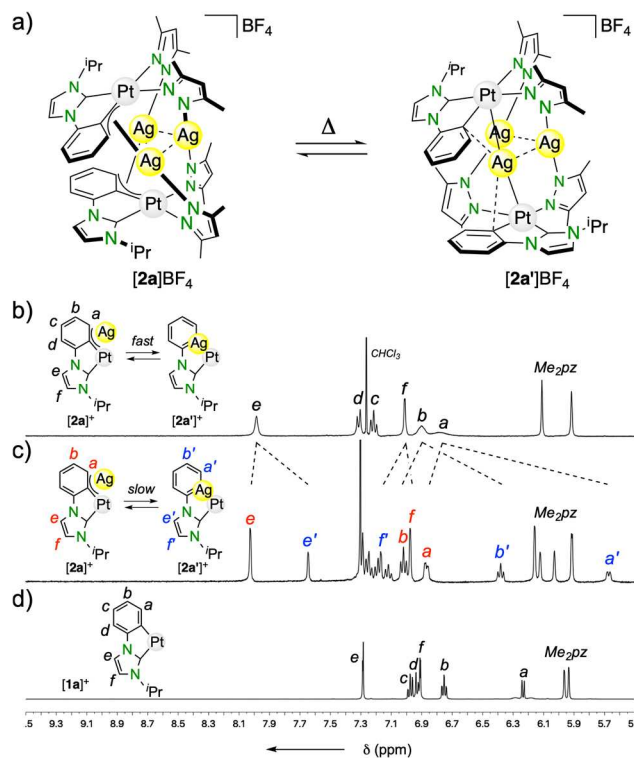 a)
BF4
BF4
iPr
N
N
N
N
N
N
Pt
Ag
Ag
Ag
Pt
N
N
N
N
N
iPr
Δ
iPr
N
N
N
N
N
N
Pt
Ag
Ag
Ag
N
N
Pt
N
N
N
N
iPr
[2a]BF4
[2a']BF4
b)
a
b
c
d
e
f
Ag
Pt
N
N
iPr
[2a]+
fast
Ag
Pt
N
N
iPr
[2a']+
e
d
CHCl3
c
f
b
a
Me2pz
c)
b
a
e
f
Ag
Pt
N
N
iPr
[2a]+
slow
b'
a'
e'
f'
Ag
Pt
N
N
iPr
[2a']+
e
e'
f'
b
f
a
b'
Me2pz
a'
d)
[1a]+
a
b
c
d
e
f
Pt
N
N
iPr
e
c
d
f
b
a
Me2pz
.5 9.3 9.1 8.9 8.7 8.5 8.3 8.1 7.9 7.7 7.5 7.3 7.1 6.9 6.7 6.5 6.3 6.1 5.9 5.7 5.
δ (ppm)